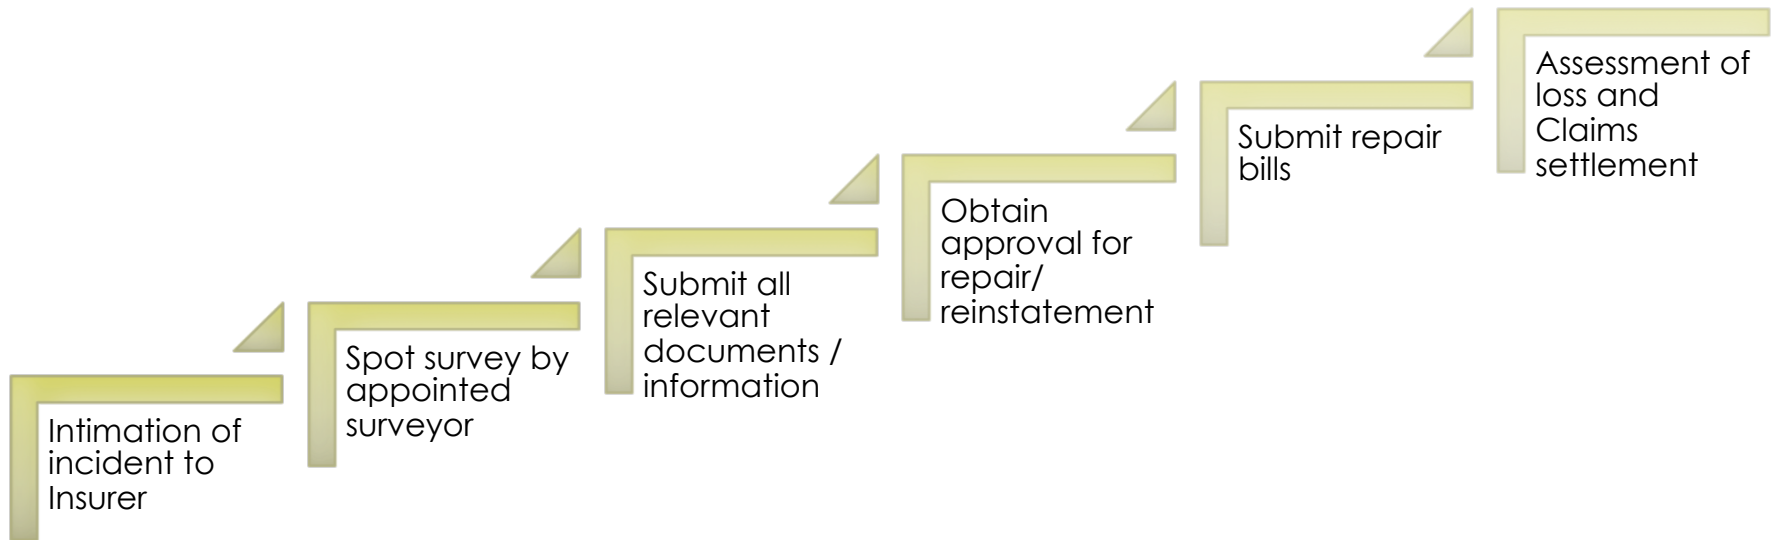 Intimation of
incident to
Insurer
Spot survey by
appointed
surveyor
Submit all
relevant
documents /
information
Obtain
approval for
repair/
reinstatement
Submit repair
bills
Assessment of
loss and
Claims
settlement